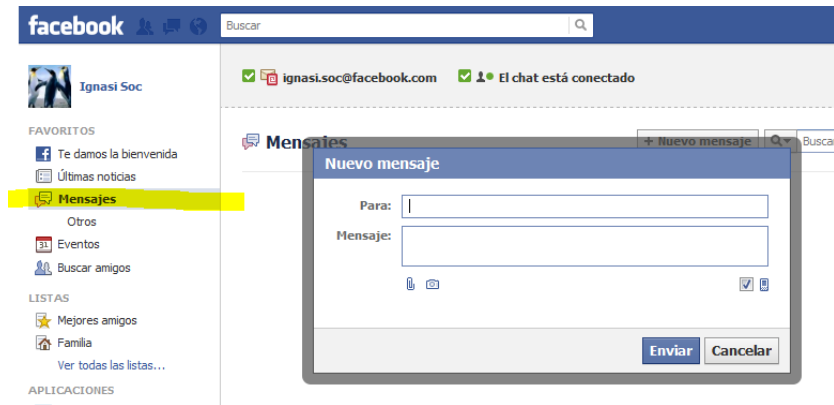 facebook
Buscar
Ignasi Soc
ignasi.soc@facebook.com
El chat está conectado
FAVORITOS
Te damos la bienvenida
Últimas noticias
Mensajes
Otros
31 Eventos
Buscar amigos
LISTAS
Mejores amigos
Familia
Ver todas las listas...
APLICACIONES
Mensajes
+ Nuevo mensaje
Buscar
Nuevo mensaje
Para:
Mensaje:
Enviar
Cancelar